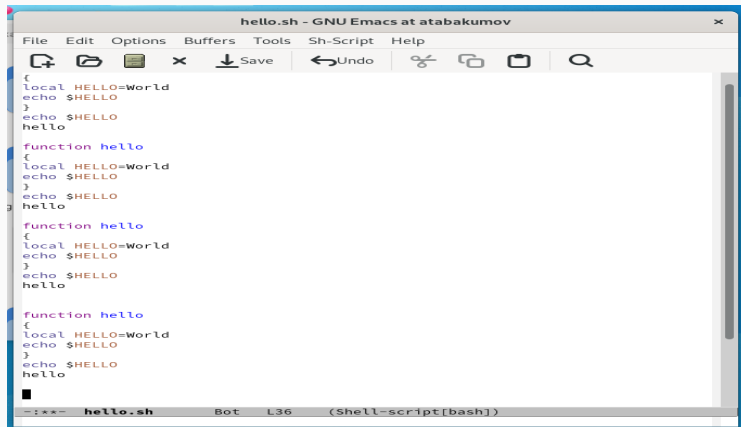 hello.sh - GNU Emacs at atabakumov
File Edit Options Buffers Tools Sh-Script Help
Save Undo
{
local HELLO=World
echo $HELLO
}
echo $HELLO
hello
function hello
{
local HELLO=World
echo $HELLO
}
echo $HELLO
hello
function hello
{
local HELLO=World
echo $HELLO
}
echo $HELLO
hello
function hello
{
local HELLO=World
echo $HELLO
}
echo $HELLO
hello
-:**- hello.sh Bot L36 (Shell-script[bash])